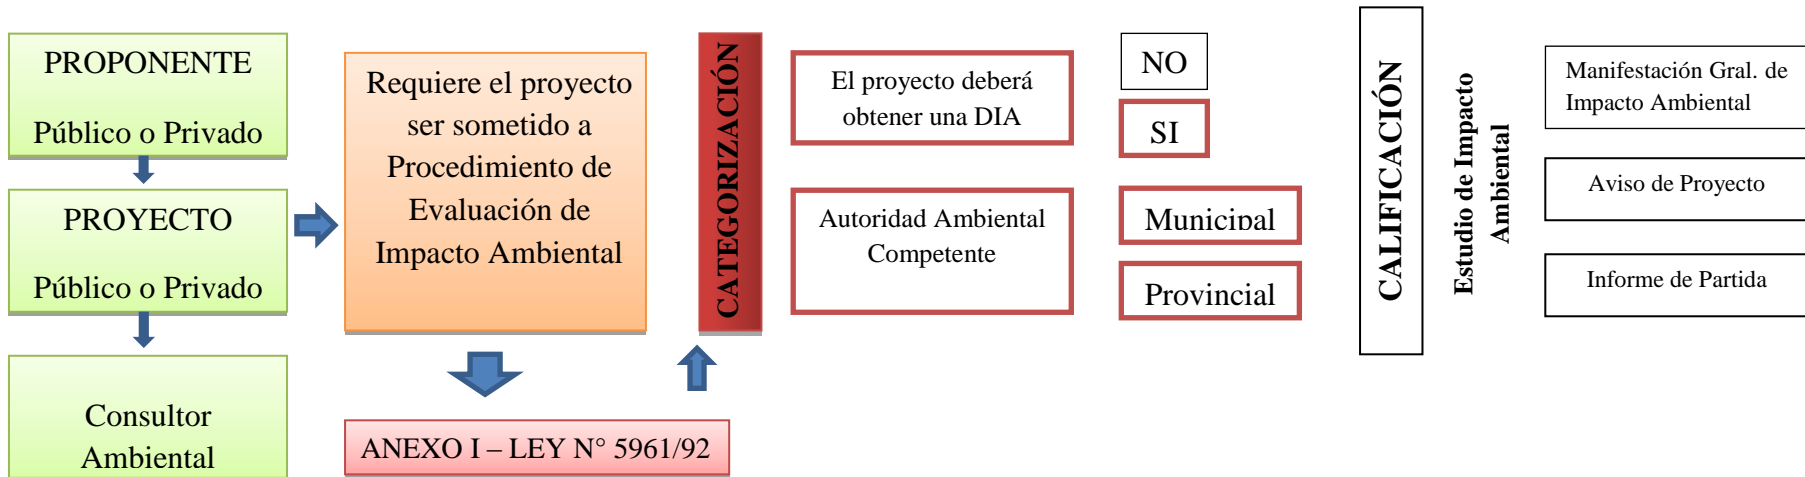 PROPONENTE
Público o Privado
PROYECTO
Público o Privado
Consultor
Ambiental
Requiere el proyecto
ser sometido a
Procedimiento de
Evaluación de
Impacto Ambiental
ANEXO I – LEY N° 5961/92
CATEGORIZACIÓN
El proyecto deberá
obtener una DIA
Autoridad Ambiental
Competente
NO
SI
Municipal
Provincial
CALIFICACIÓN
Estudio de Impacto
Ambiental
Manifestación Gral. de
Impacto Ambiental
Aviso de Proyecto
Informe de Partida